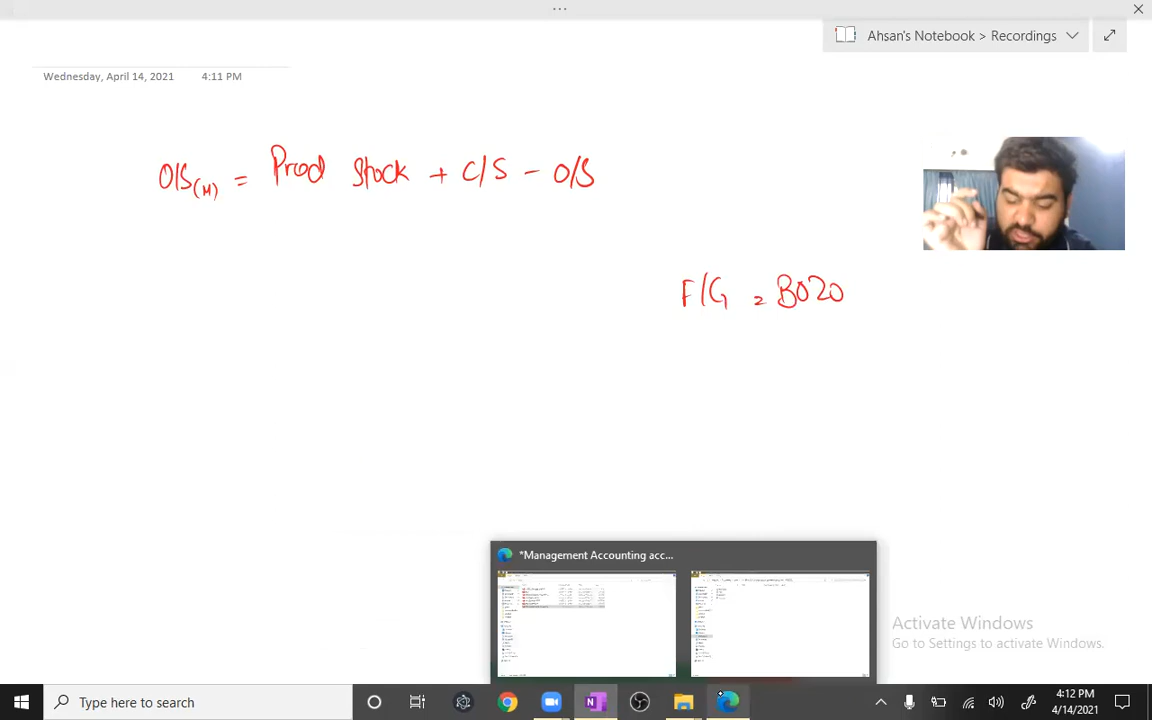 Ahsan's Notebook > Recordings
Wednesday, April 14, 2021 4:11 PM
O/S(M) = Prod Stock + C/S - O/S
F/G = 8020
*Management Accounting acc...
Activate Windows
Go to Settings to activate Windows.
Type here to search
4:12 PM
4/14/2021